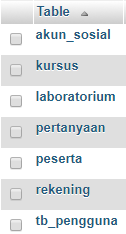 Table
akun_sosial
kursus
laboratorium
pertanyaan
peserta
rekening
tb_pengguna